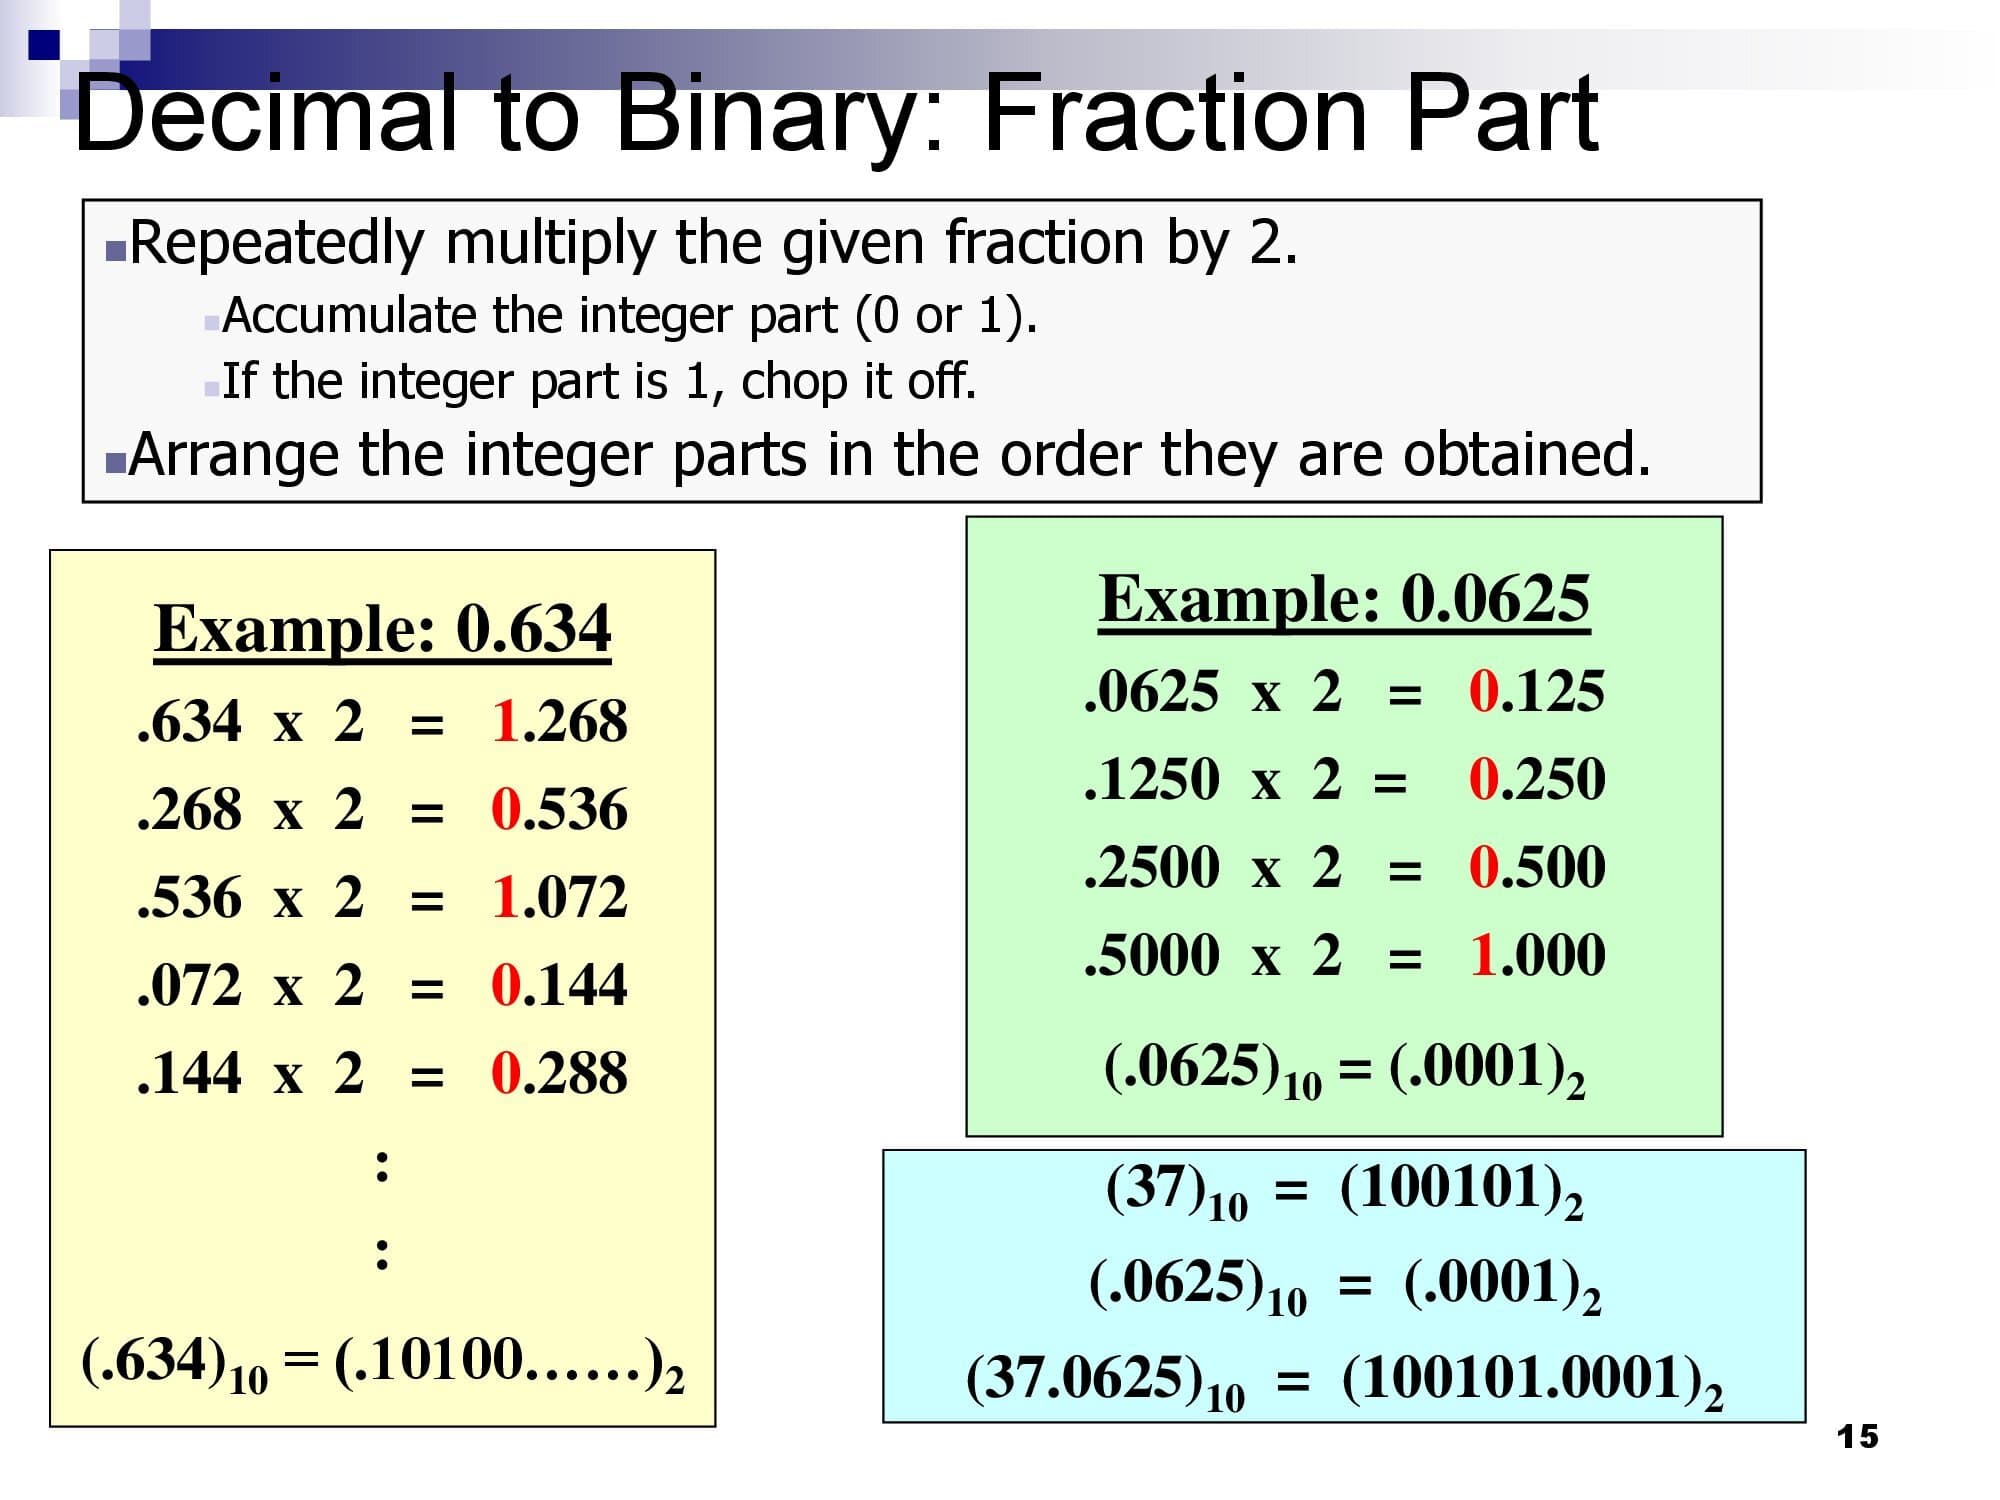 Decimal to Binary: Fraction Part
Repeatedly multiply the given fraction by 2.
Accumulate the integer part (0 or 1).
If the integer part is 1, chop it off.
Arrange the integer parts in the order they are obtained.
Example: 0.634
.634 x 2 = 1.268
.268 x 2 = 0.536
.536 x 2 = 1.072
.072 x 2 = 0.144
.144 x 2 = 0.288
:
:
(.634)₁₀ = (.10100……)₂
Example: 0.0625
.0625 x 2 = 0.125
.1250 x 2 = 0.250
.2500 x 2 = 0.500
.5000 x 2 = 1.000
(.0625)₁₀ = (.0001)₂
(37)₁₀ = (100101)₂
(.0625)₁₀ = (.0001)₂
(37.0625)₁₀ = (100101.0001)₂
15